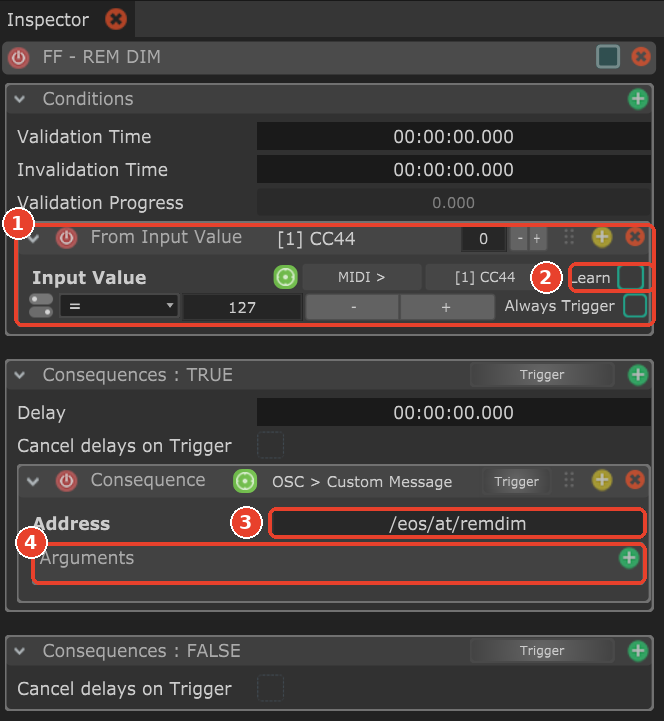 Inspector
FF - REM DIM
Conditions
Validation Time 00:00:00.000
Invalidation Time 00:00:00.000
Validation Progress 0.000
1
From Input Value [1] CC44 0 - +
Input Value MIDI > [1] CC44 2 Learn
= 127 - + Always Trigger
Consequences : TRUE Trigger
Delay 00:00:00.000
Cancel delays on Trigger
Consequence OSC > Custom Message Trigger
Address 3 /eos/at/remdim
4
Arguments
Consequences : FALSE Trigger
Cancel delays on Trigger